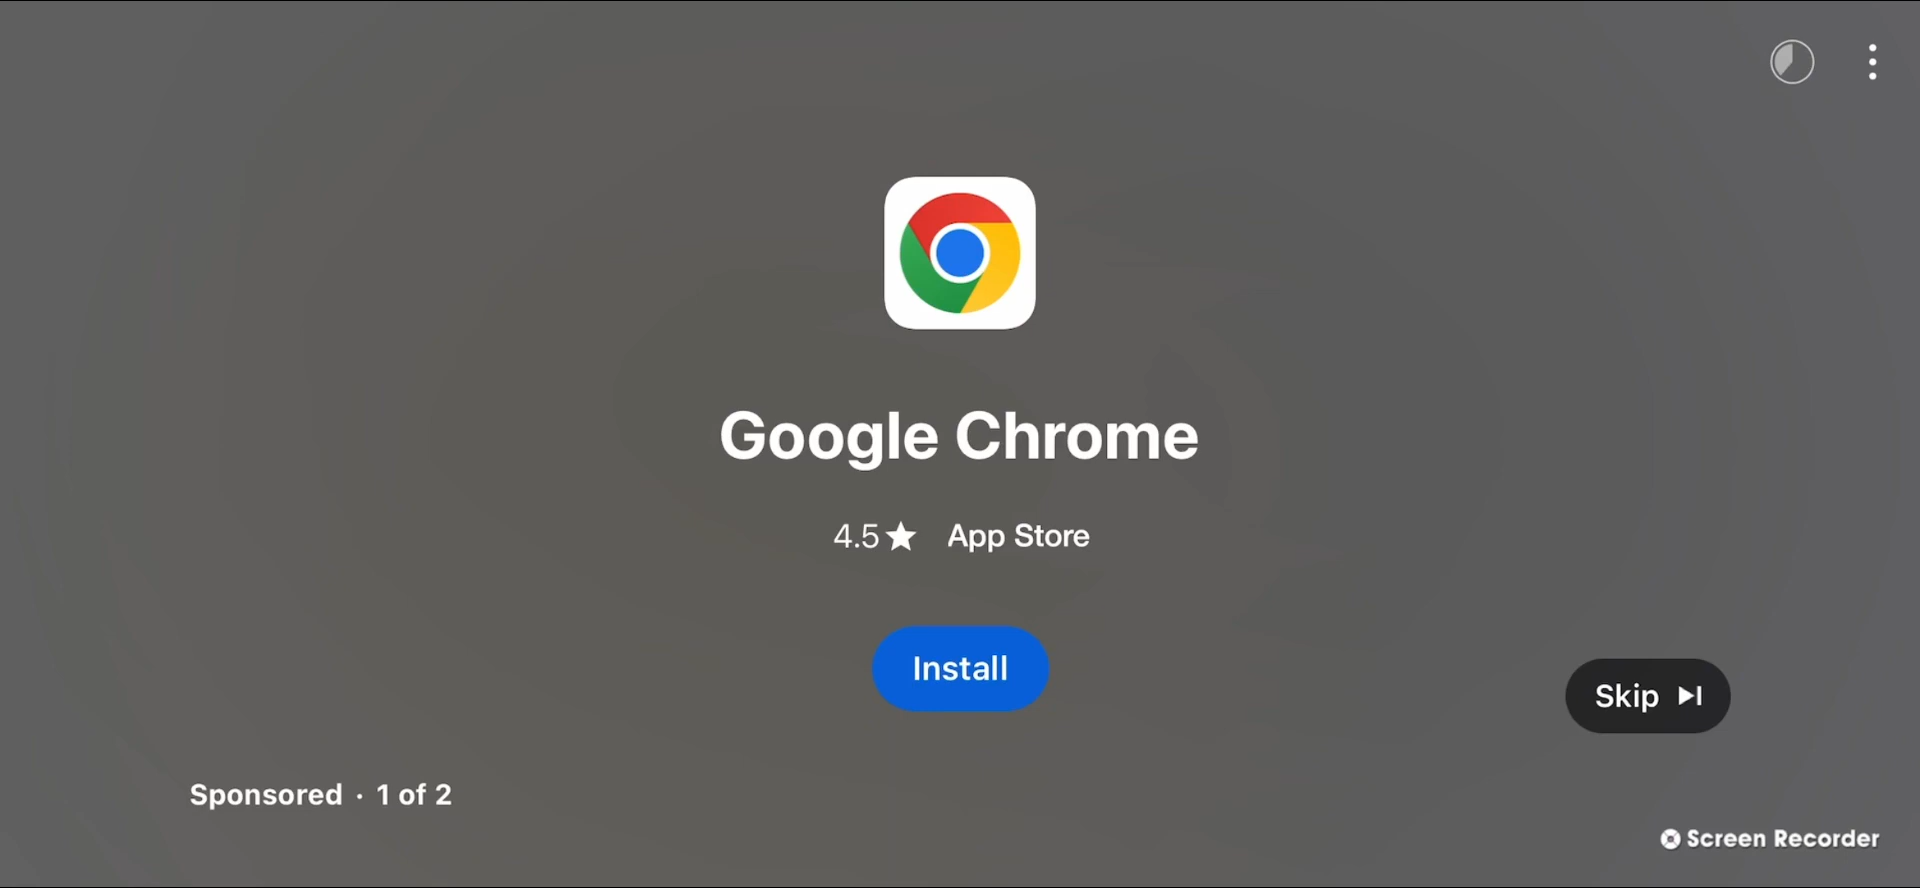 Google Chrome
4.5★ App Store
Install
Skip
Sponsored · 1 of 2
Screen Recorder